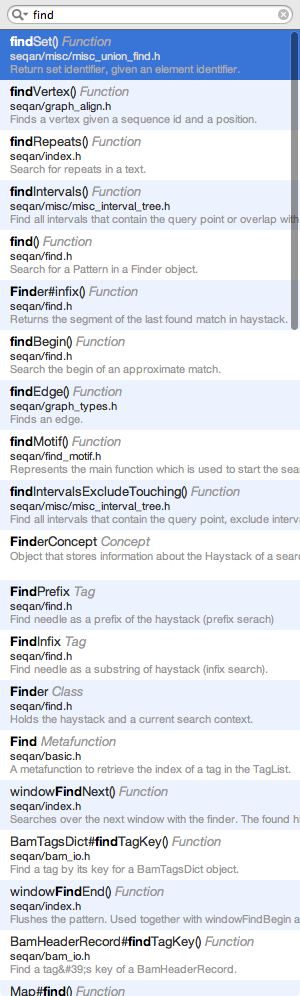 find
findSet() Function
seqan/misc/misc_union_find.h
Return set identifier, given an element identifier.
findVertex() Function
seqan/graph_align.h
Finds a vertex given a sequence id and a position.
findRepeats() Function
seqan/index.h
Search for repeats in a text.
findIntervals() Function
seqan/misc/misc_interval_tree.h
Find all intervals that contain the query point or overlap with
find() Function
seqan/find.h
Search for a Pattern in a Finder object.
Finder#infix() Function
seqan/find.h
Returns the segment of the last found match in haystack.
findBegin() Function
seqan/find.h
Search the begin of an approximate match.
findEdge() Function
seqan/graph_types.h
Finds an edge.
findMotif() Function
seqan/find_motif.h
Represents the main function which is used to start the sea
findIntervalsExcludeTouching() Function
seqan/misc/misc_interval_tree.h
Find all intervals that contain the query point, exclude interv
FinderConcept Concept
Object that stores information about the Haystack of a searc
FindPrefix Tag
seqan/find.h
Find needle as a prefix of the haystack (prefix serach)
FindInfix Tag
seqan/find.h
Find needle as a substring of haystack (infix search).
Finder Class
seqan/find.h
Holds the haystack and a current search context.
Find Metafunction
seqan/basic.h
A metafunction to retrieve the index of a tag in the TagList.
windowFindNext() Function
seqan/index.h
Searches over the next window with the finder. The found hi
BamTagsDict#findTagKey() Function
seqan/bam_io.h
Find a tag by its key for a BamTagsDict object.
windowFindEnd() Function
seqan/index.h
Flushes the pattern. Used together with windowFindBegin a
BamHeaderRecord#findTagKey() Function
seqan/bam_io.h
Find a tag&#39;s key of a BamHeaderRecord.
Map#find() Function